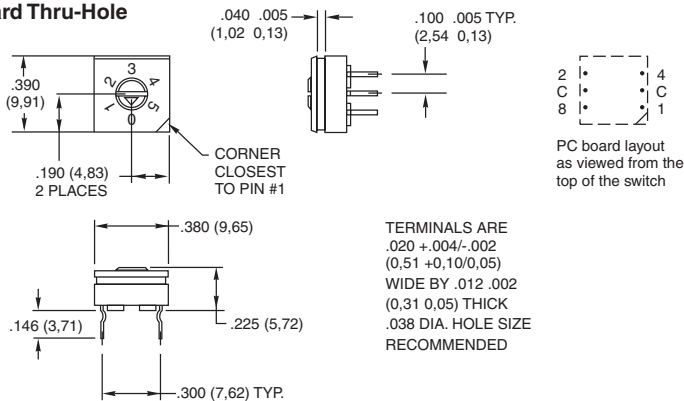 ard Thru-Hole
.040 .005
(1,02 0,13)
.100 .005 TYP.
(2,54 0,13)
.390
(9,91)
0
1
2
3
4
5
.190 (4,83)
2 PLACES
CORNER
CLOSEST
TO PIN #1
2
4
C
C
8
1
PC board layout
as viewed from the
top of the switch
.380 (9,65)
.225 (5,72)
.146 (3,71)
.300 (7,62) TYP.
TERMINALS ARE
.020 +.004/-.002
(0,51 +0,10/0,05)
WIDE BY .012 .002
(0,31 0,05) THICK
.038 DIA. HOLE SIZE
RECOMMENDED